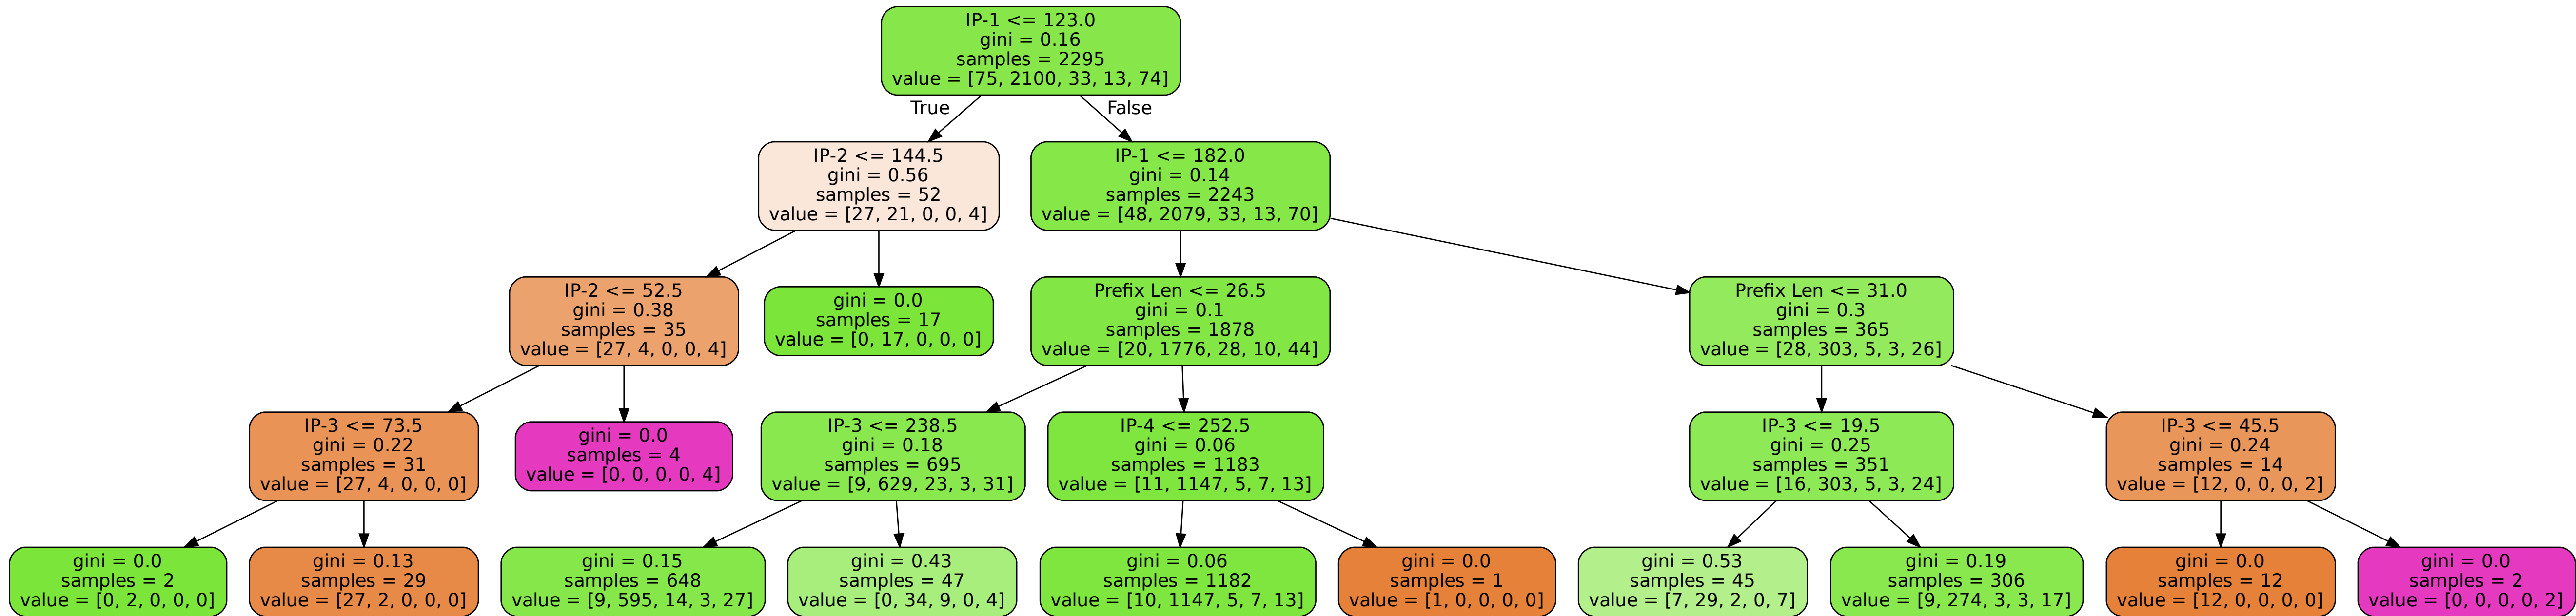 IP-1 <= 123.0
gini = 0.16
samples = 2295
value = [75, 2100, 33, 13, 74]
True
False
IP-2 <= 144.5
gini = 0.56
samples = 52
value = [27, 21, 0, 0, 4]
IP-1 <= 182.0
gini = 0.14
samples = 2243
value = [48, 2079, 33, 13, 70]
IP-2 <= 52.5
gini = 0.38
samples = 35
value = [27, 4, 0, 0, 4]
gini = 0.0
samples = 17
value = [0, 17, 0, 0, 0]
Prefix Len <= 26.5
gini = 0.1
samples = 1878
value = [20, 1776, 28, 10, 44]
Prefix Len <= 31.0
gini = 0.3
samples = 365
value = [28, 303, 5, 3, 26]
IP-3 <= 73.5
gini = 0.22
samples = 31
value = [27, 4, 0, 0, 0]
gini = 0.0
samples = 4
value = [0, 0, 0, 0, 4]
IP-3 <= 238.5
gini = 0.18
samples = 695
value = [9, 629, 23, 3, 31]
IP-4 <= 252.5
gini = 0.06
samples = 1183
value = [11, 1147, 5, 7, 13]
IP-3 <= 19.5
gini = 0.25
samples = 351
value = [16, 303, 5, 3, 24]
IP-3 <= 45.5
gini = 0.24
samples = 14
value = [12, 0, 0, 0, 2]
gini = 0.0
samples = 2
value = [0, 2, 0, 0, 0]
gini = 0.13
samples = 29
value = [27, 2, 0, 0, 0]
gini = 0.15
samples = 648
value = [9, 595, 14, 3, 27]
gini = 0.43
samples = 47
value = [0, 34, 9, 0, 4]
gini = 0.06
samples = 1182
value = [10, 1147, 5, 7, 13]
gini = 0.0
samples = 1
value = [1, 0, 0, 0, 0]
gini = 0.53
samples = 45
value = [7, 29, 2, 0, 7]
gini = 0.19
samples = 306
value = [9, 274, 3, 3, 17]
gini = 0.0
samples = 12
value = [12, 0, 0, 0, 0]
gini = 0.0
samples = 2
value = [0, 0, 0, 0, 2]